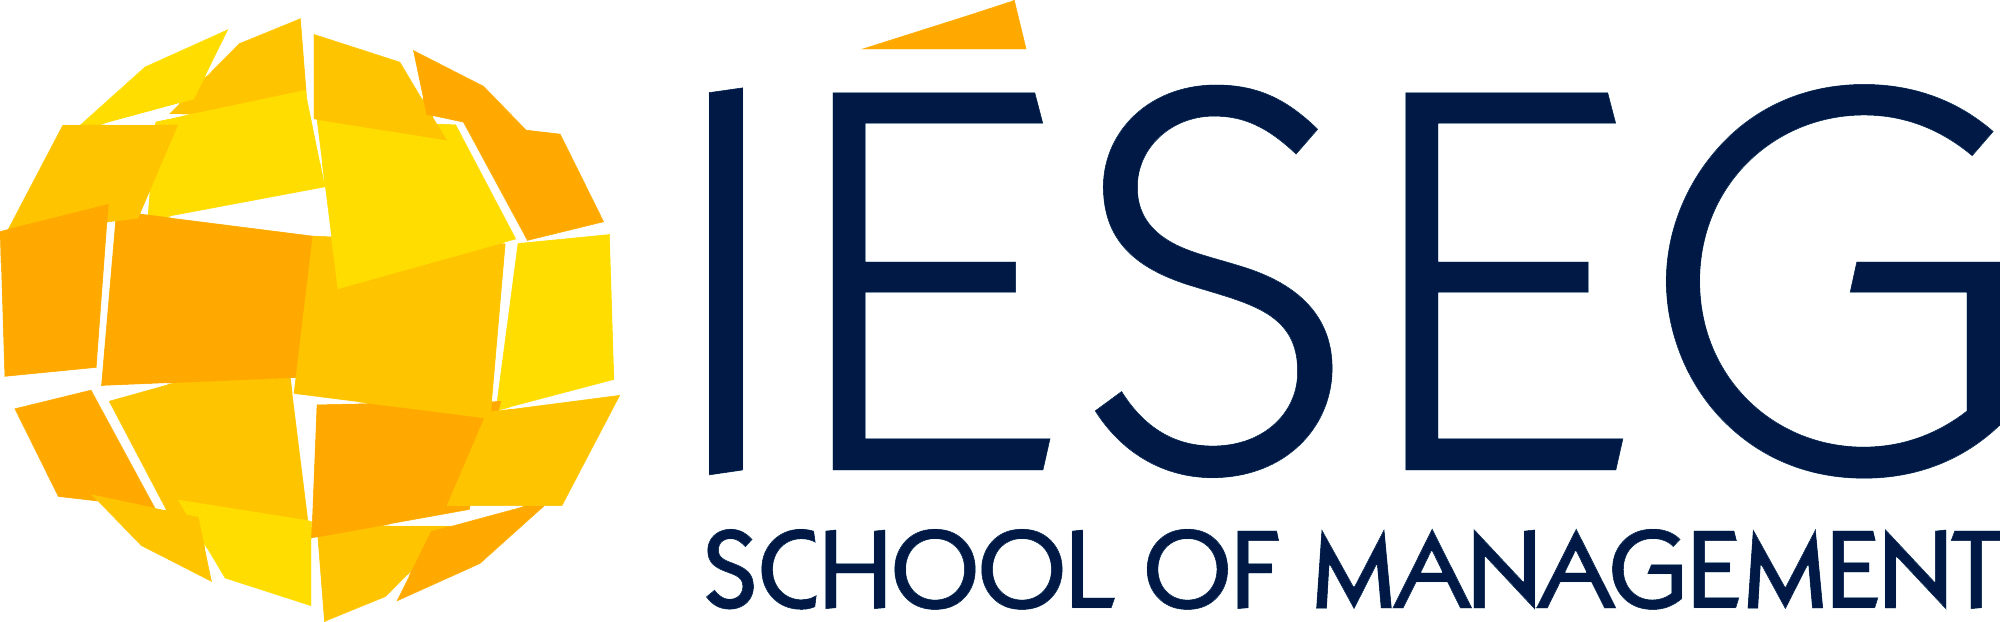 IÉSEG
SCHOOL OF MANAGEMENT